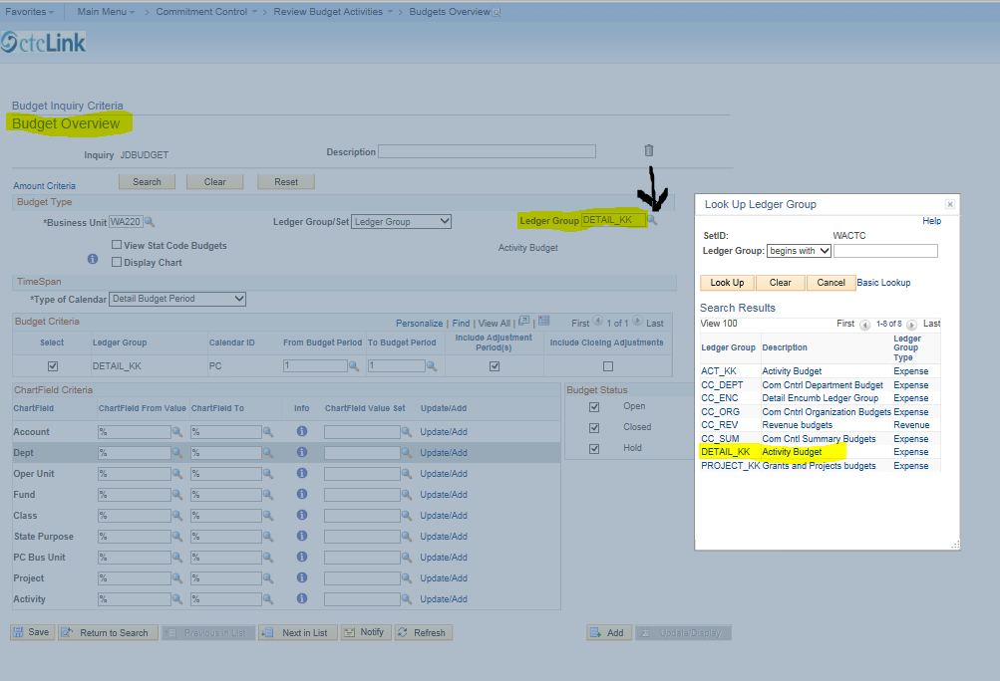 Favorites Main Menu > Commitment Control > Review Budget Activities > Budgets Overview
ctcLink
Budget Inquiry Criteria
Budget Overview
Inquiry JDBUDGET Description
Amount Criteria Search Clear Reset
Budget Type
*Business Unit WA220 Ledger Group/Set Ledger Group Ledger Group DETAIL_KK
View Stat Code Budgets Activity Budget
Display Chart
TimeSpan
*Type of Calendar Detail Budget Period
Budget Criteria Personalize | Find | View All | First 1 of 1 Last
Select Ledger Group Calendar ID From Budget Period To Budget Period Include Adjustment Period(s) Include Closing Adjustments
DETAIL_KK PC 1 1
ChartField Criteria
ChartField ChartField From Value ChartField To Info ChartField Value Set Update/Add
Account % % Update/Add
Dept % % Update/Add
Oper Unit % % Update/Add
Fund % % Update/Add
Class % % Update/Add
State Purpose % % Update/Add
PC Bus Unit % % Update/Add
Project % % Update/Add
Activity % % Update/Add
Budget Status
Open
Closed
Hold
Save Return to Search Previous in List Next in List Notify Refresh Add Update/Display
Look Up Ledger Group
Help
SetID: WACTC
Ledger Group: begins with
Look Up Clear Cancel Basic Lookup
Search Results
View 100 First 1-8 of 8 Last
Ledger Group Description Ledger Group Type
ACT_KK Activity Budget Expense
CC_DEPT Com Cntrl Department Budget Expense
CC_ENC Detail Encumb Ledger Group Expense
CC_ORG Com Cntrl Organization Budgets Expense
CC_REV Revenue budgets Revenue
CC_SUM Com Cntl Summary Budgets Expense
DETAIL_KK Activity Budget Expense
PROJECT_KK Grants and Projects budgets Expense